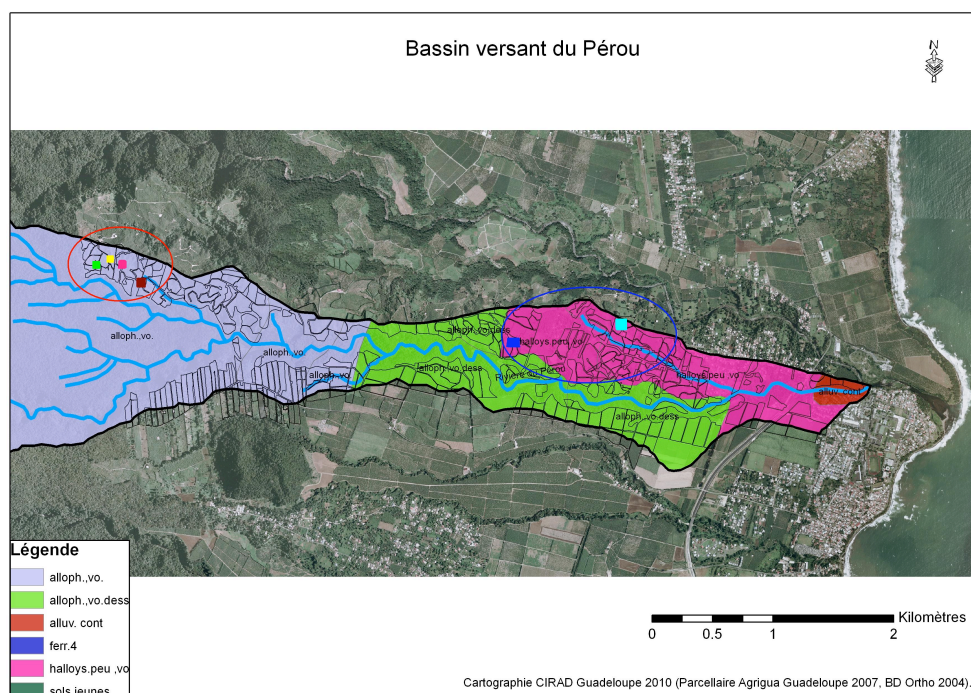 Bassin versant du Pérou
N
alloph.,vo.
alloph.,vo.
alloph.,vo.
alloph.,vo.dess
alloph.,vo.dess
halloys.peu ,vo
Rivière du Pérou
halloys.peu ,vo
alluv. cont
alloph.,vo.dess
Légende
alloph.,vo.
alloph.,vo.dess
alluv. cont
ferr.4
halloys.peu ,vo
sols jeunes
Kilomètres
0 0.5 1 2
Cartographie CIRAD Guadeloupe 2010 (Parcellaire Agrigua Guadeloupe 2007, BD Ortho 2004).